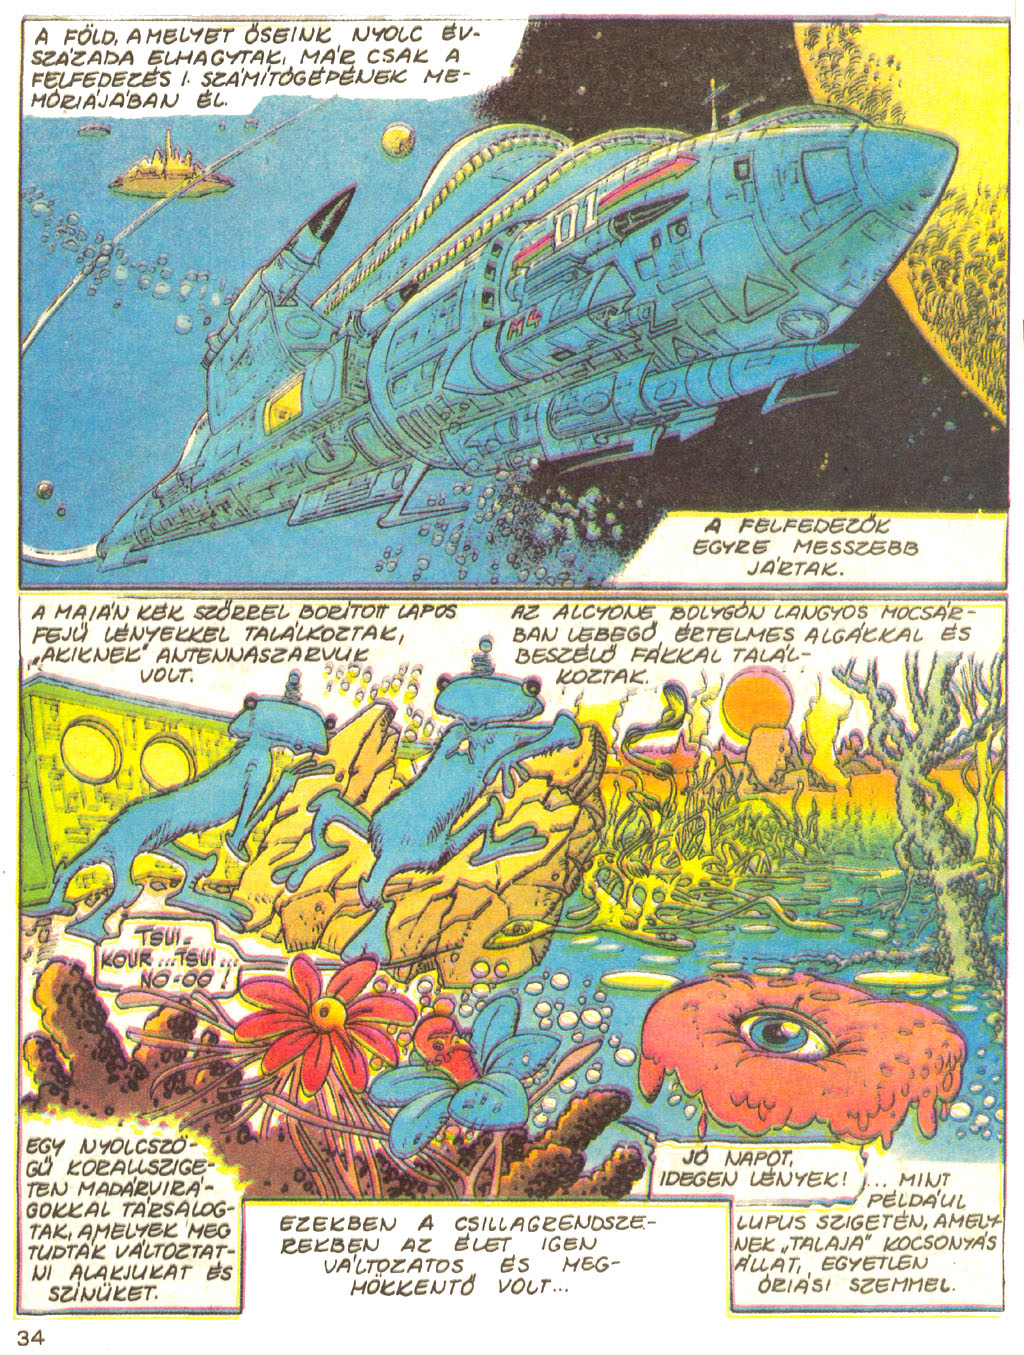 A FÖLD, AMELYET ŐSEINK NYOLC ÉV-
SZÁZADA ELHAGYTAK, MÁR CSAK A
FELFEDEZÉS I. SZÁMÍTÓGÉPÉNEK ME-
MÓRIÁJÁBAN ÉL.
01
M4
A FELFEDEZŐK
EGYRE MESSZEBB
JÁRTAK.
A MAIÁN KÉK SZŐRREL BORÍTOTT LAPOS
FEJŰ LÉNYEKKEL TALÁLKOZTAK,
„AKIKNEK” ANTENNASZARVUK
VOLT.
AZ ALCYONE BOLYGÓN LANGYOS MOCSÁR-
BAN LEBEGŐ, ÉRTELMES ALGÁKKAL ÉS
BESZÉLŐ FÁKKAL TALÁL-
KOZTAK.
TSUI-
KOUR...TSUI...
NO-OO!
EGY NYOLCSZÖ-
GŰ KORALLSZIGE-
TEN MADÁRVIRÁ-
GOKKAL TÁRSALOG-
TAK, AMELYEK MEG
TUDTÁK VÁLTOZTAT-
NI ALAKJUKAT ÉS
SZÍNÜKET.
EZEKBEN A CSILLAGRENDSZE-
REKBEN AZ ÉLET IGEN
VÁLTOZATOS ÉS MEG-
HÖKKENTŐ VOLT...
JÓ NAPOT,
IDEGEN LÉNYEK!
... MINT
PÉLDÁUL
LUPUS SZIGETÉN, AMELY-
NEK „TALAJA” KOCSONYÁS
ÁLLAT, EGYETLEN
ÓRIÁSI SZEMMEL.
34